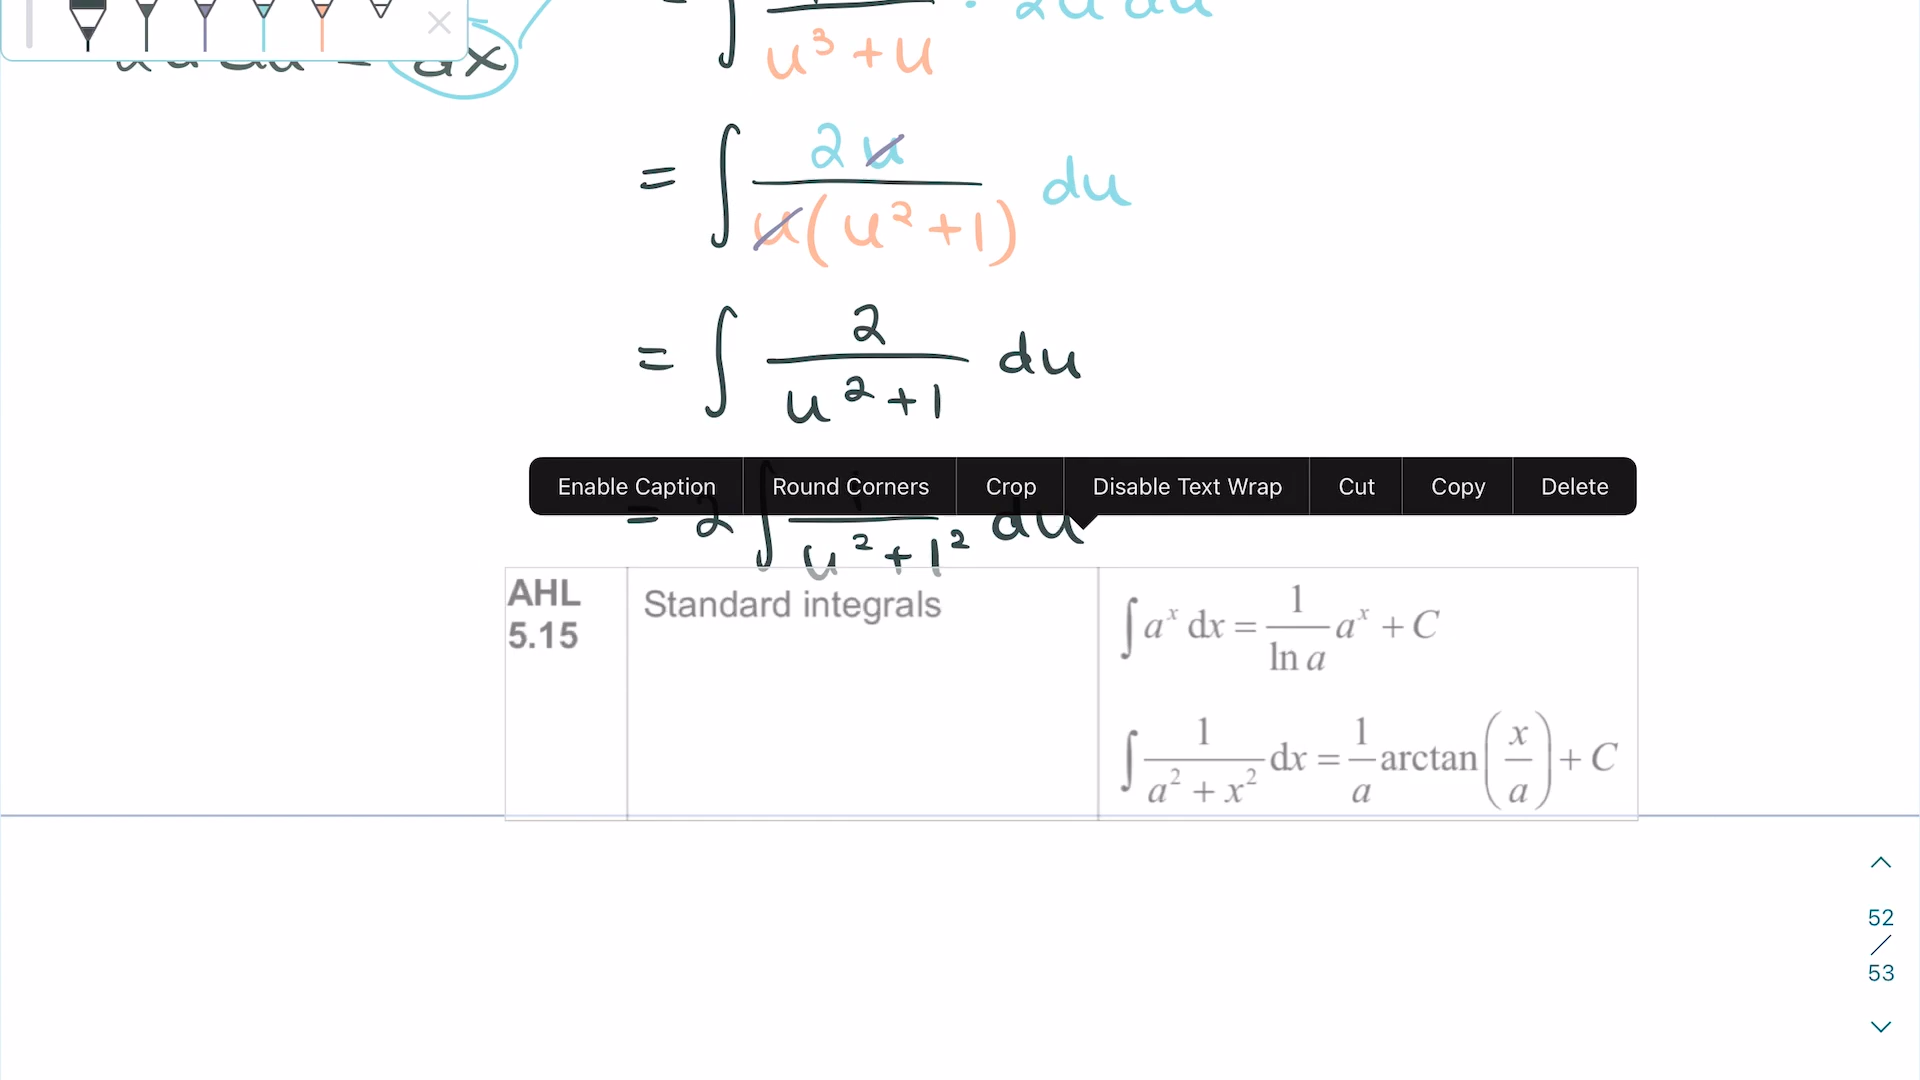 u³ + u
dx
= ∫ 2u / u(u² + 1) du
= ∫ 2 / u² + 1 du
Enable Caption Round Corners Crop Disable Text Wrap Cut Copy Delete
= 2 ∫ 1 / u² + 1² du
AHL 5.15 Standard integrals ∫ aˣ dx = 1 / ln a aˣ + C
∫ 1 / a² + x² dx = 1 / a arctan (x / a) + C
52
/
53